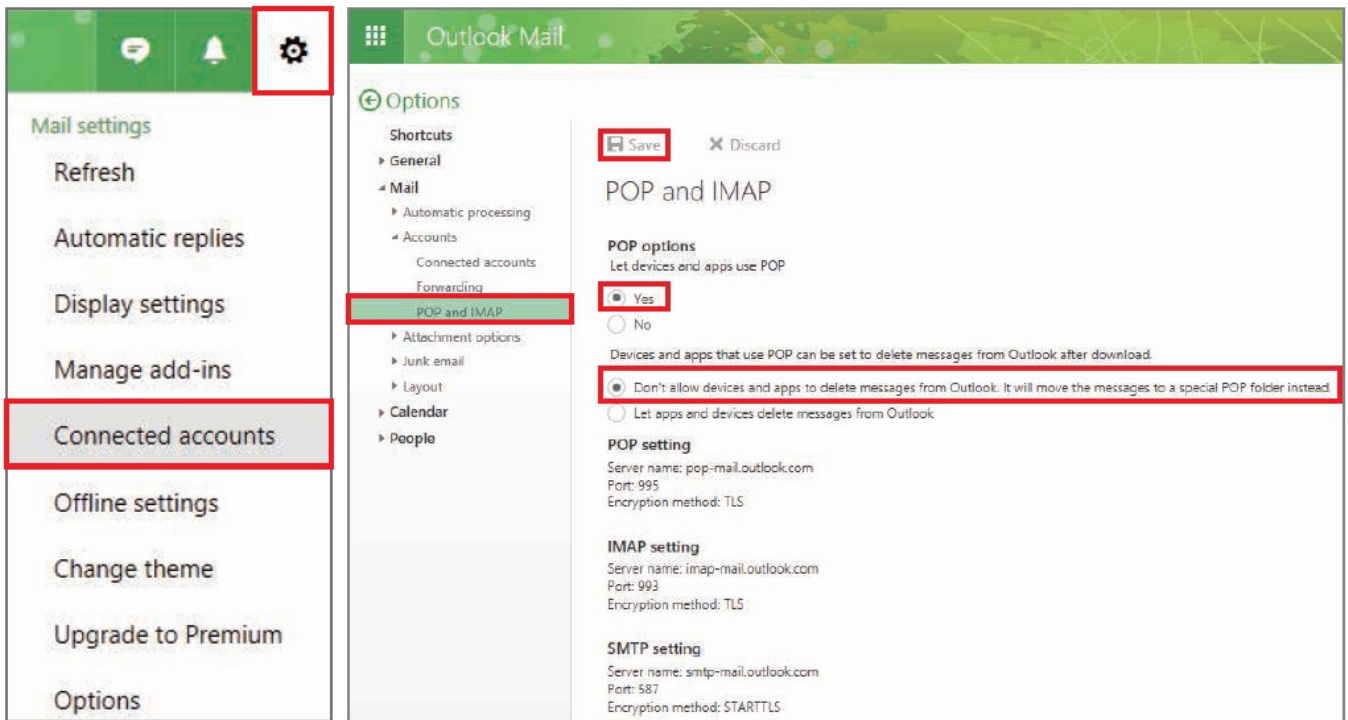 Mail settings
Refresh
Automatic replies
Display settings
Manage add-ins
Connected accounts
Offline settings
Change theme
Upgrade to Premium
Options
Outlook Mail
Options
Shortcuts
General
Mail
Automatic processing
Accounts
Connected accounts
Forwarding
POP and IMAP
Attachment options
Junk email
Layout
Calendar
People
Save Discard
POP and IMAP
POP options
Let devices and apps use POP
Yes
No
Devices and apps that use POP can be set to delete messages from Outlook after download.
Don't allow devices and apps to delete messages from Outlook. It will move the messages to a special POP folder instead.
Let apps and devices delete messages from Outlook
POP setting
Server name: pop-mail.outlook.com
Port: 995
Encryption method: TLS
IMAP setting
Server name: imap-mail.outlook.com
Port: 993
Encryption method: TLS
SMTP setting
Server name: smtp-mail.outlook.com
Port: 587
Encryption method: STARTTLS